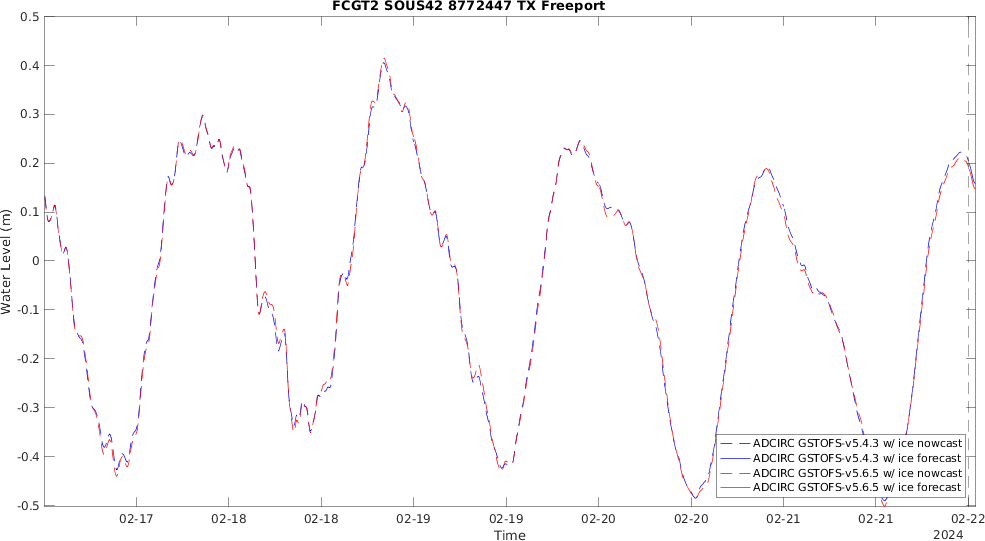 FCGT2 SOUS42 8772447 TX Freeport
0.5
0.4
0.3
0.2
0.1
0
-0.1
-0.2
-0.3
-0.4
-0.5
Water Level (m)
ADCIRC GSTOFS-v5.4.3 w/ ice nowcast
ADCIRC GSTOFS-v5.4.3 w/ ice forecast
ADCIRC GSTOFS-v5.6.5 w/ ice nowcast
ADCIRC GSTOFS-v5.6.5 w/ ice forecast
02-17 02-18 02-18 02-19 02-19 02-20 02-20 02-21 02-21 02-22
Time
2024